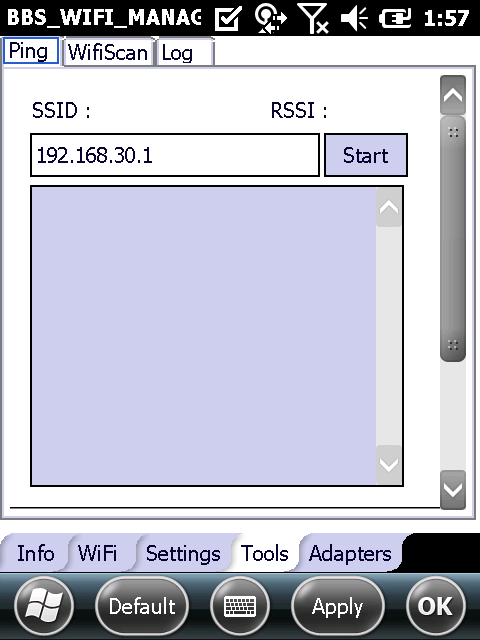 BBS_WIFI_MANAG 1:57
Ping WifiScan Log
SSID : RSSI :
192.168.30.1 Start
Info WiFi Settings Tools Adapters
Default Apply OK